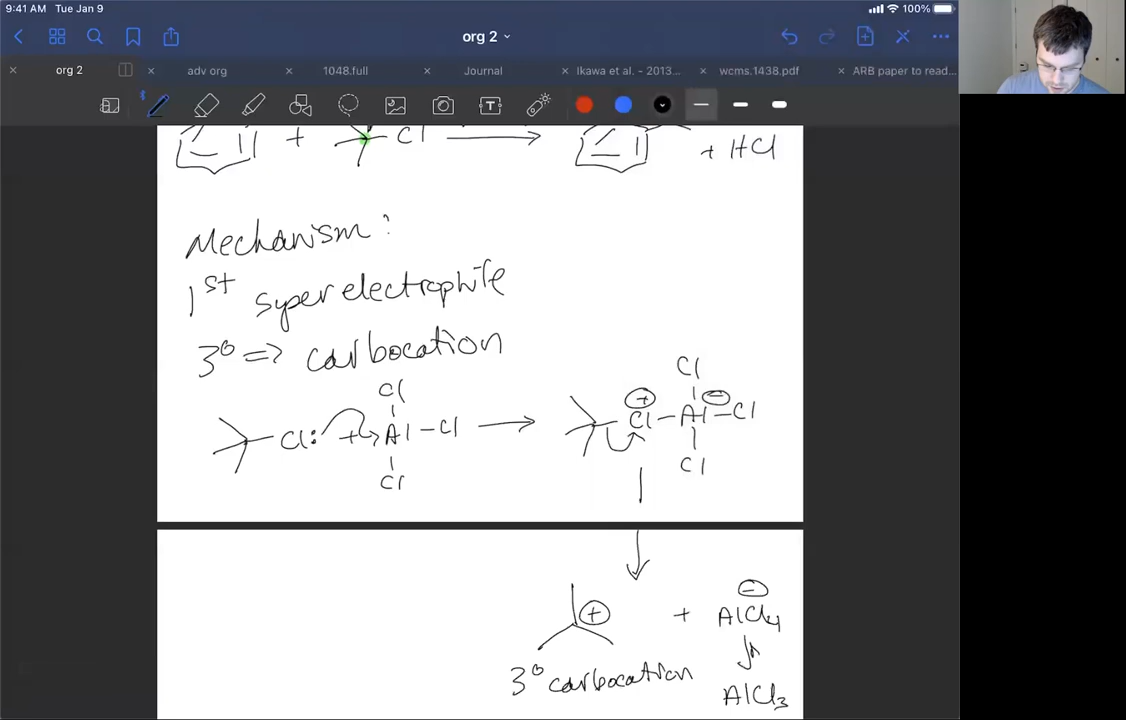 9:41 AM Tue Jan 9
100%
org 2
org 2
adv org
1048.full
Journal
Ikawa et al. - 2013...
wcms.1438.pdf
ARB paper to read...
+ Cl
+ HCl
Mechanism:
1st superelectrophile
3° => carbocation
Cl Cl
Cl: + Al - Cl ⊕Cl - Al⊖ - Cl
Cl Cl
⊕ + AlCl4⊖
3° carbocation
AlCl3